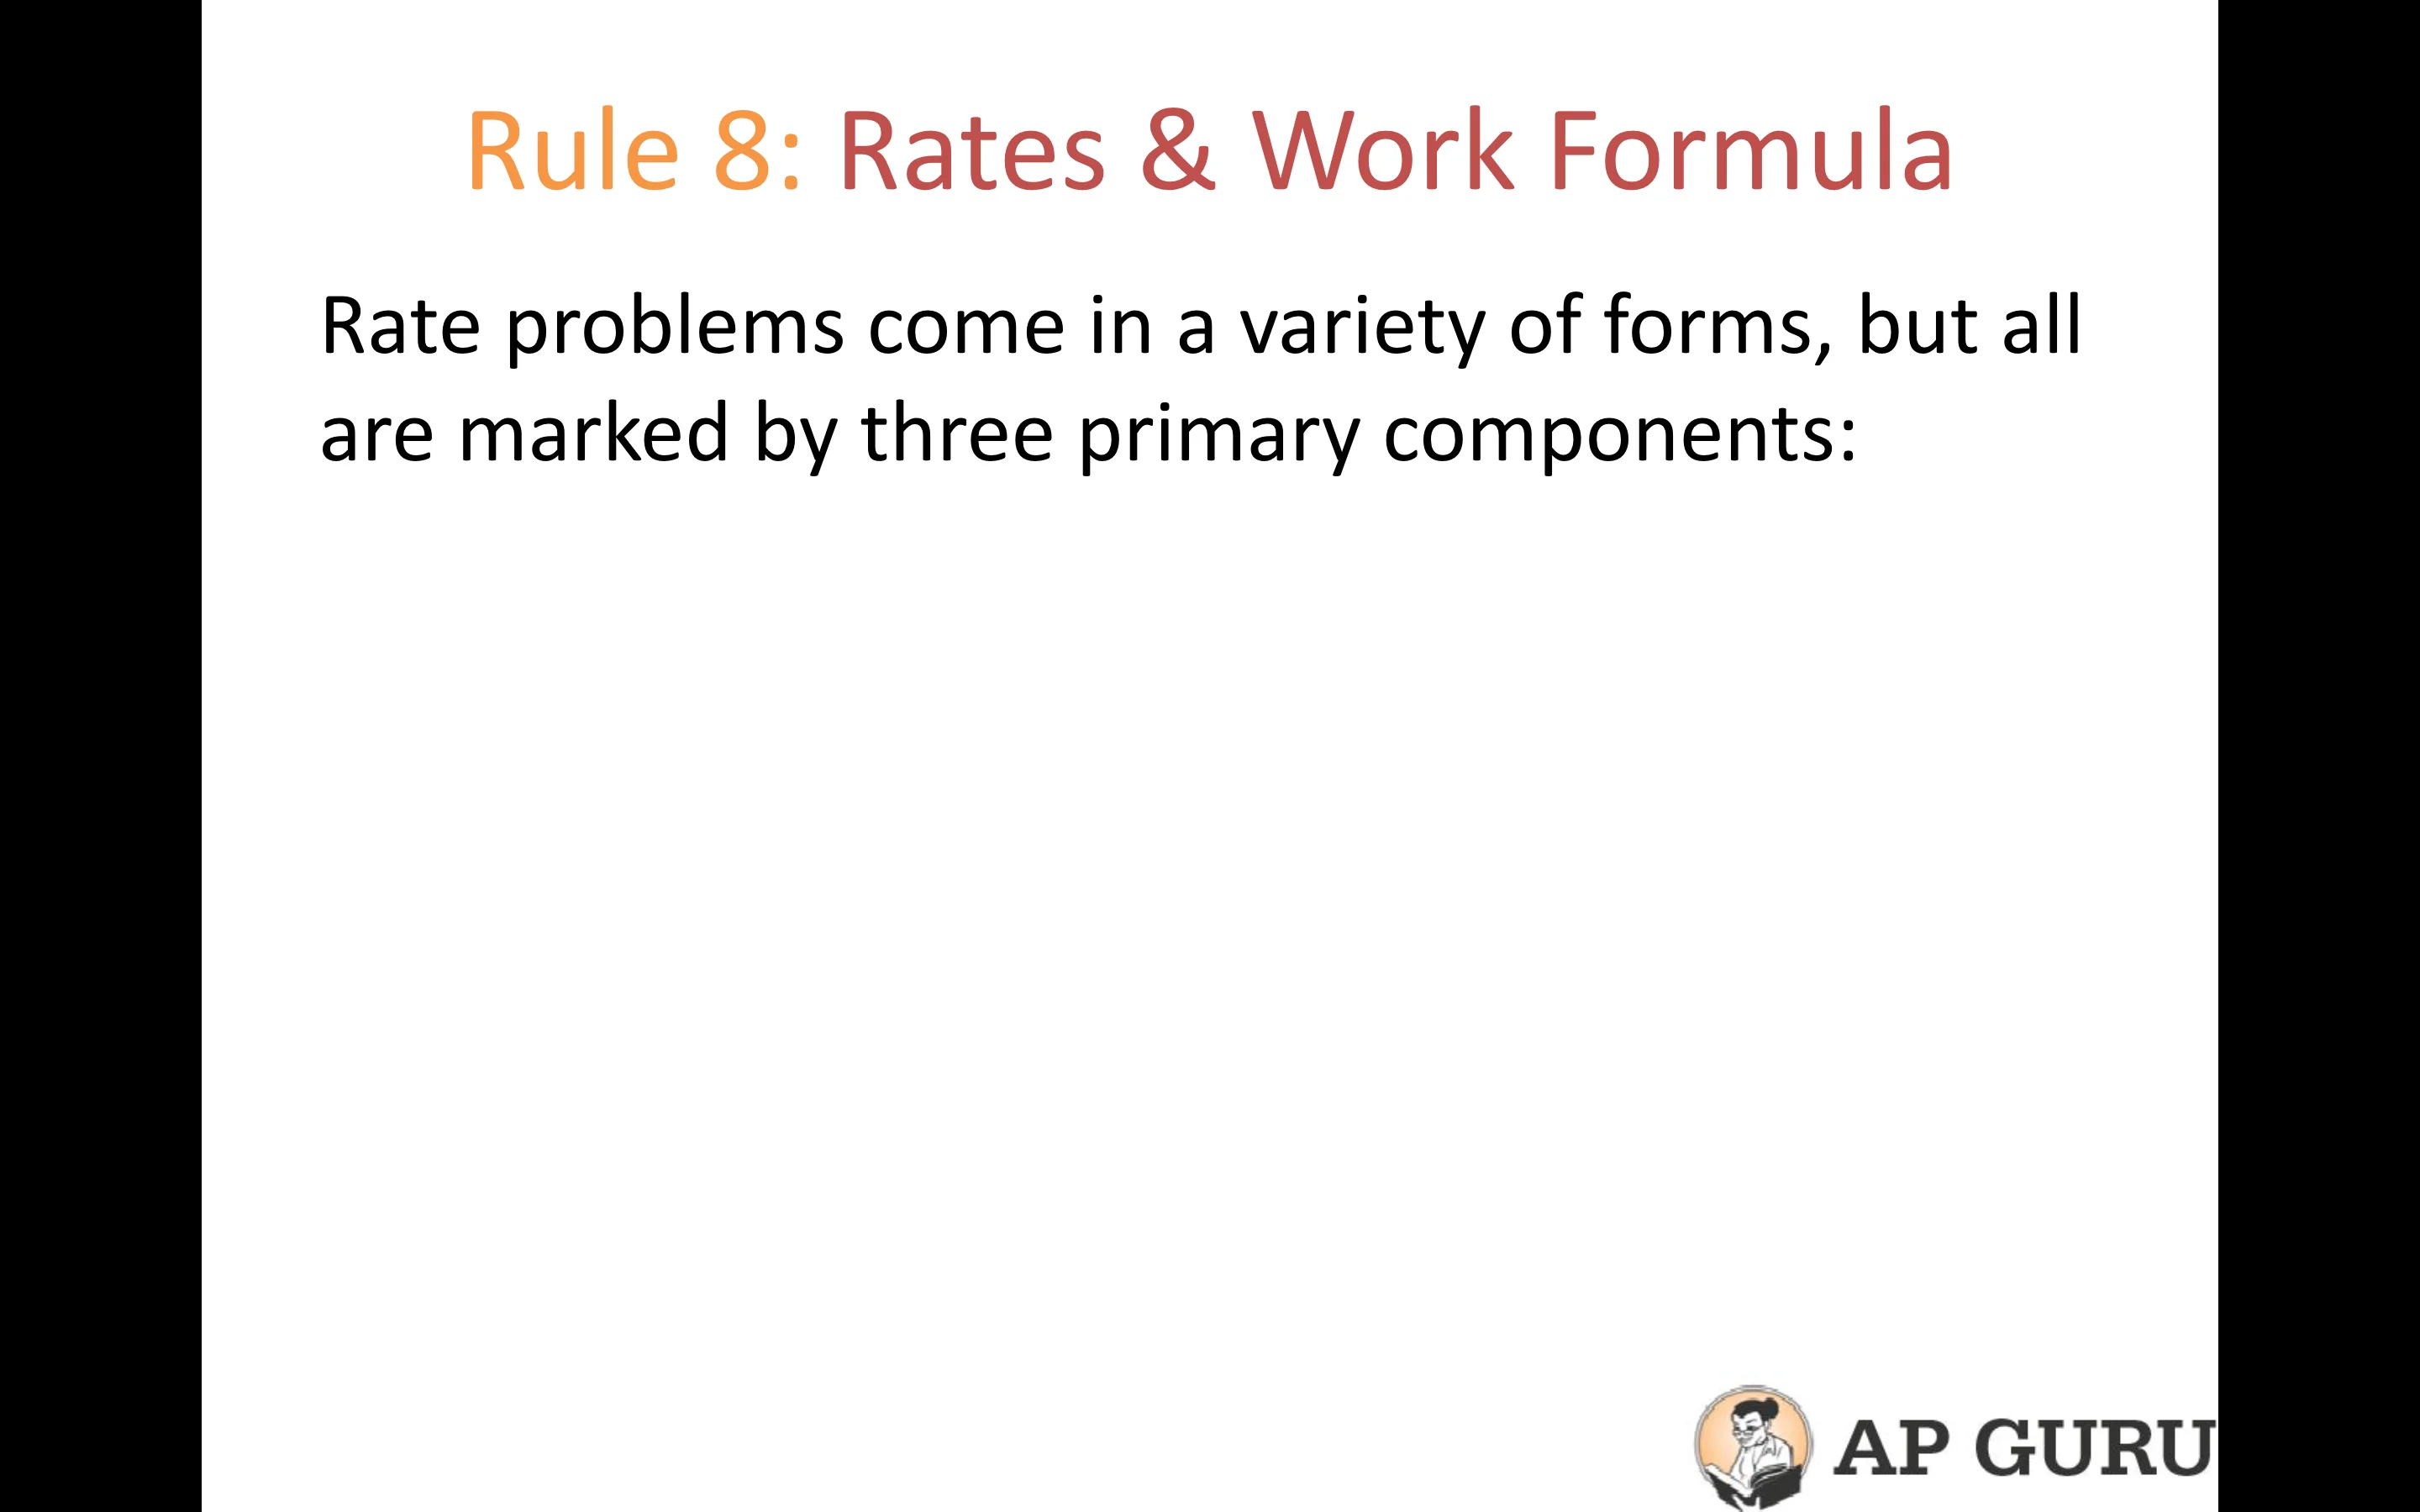 Rule 8: Rates & Work Formula
Rate problems come in a variety of forms, but all
are marked by three primary components:
AP GURU